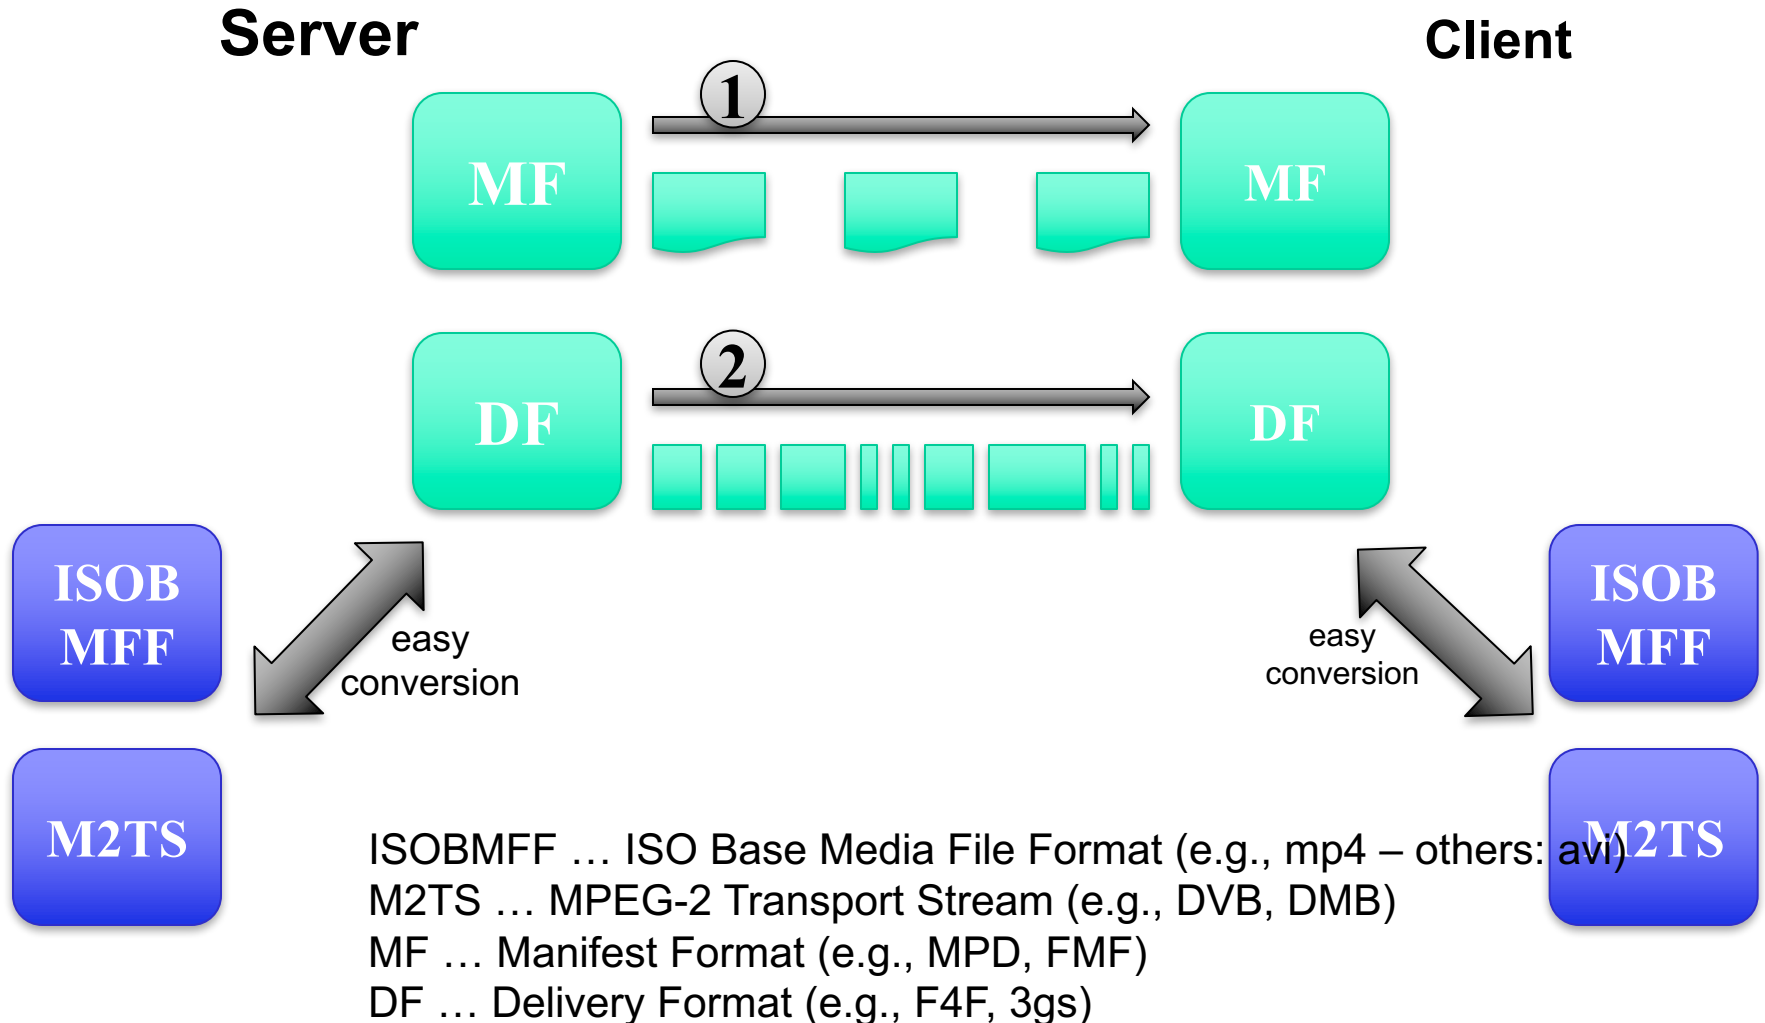 Server
Client
1
MF
MF
2
DF
DF
ISOB
MFF
easy
conversion
easy
conversion
ISOB
MFF
M2TS
M2TS
ISOBMFF … ISO Base Media File Format (e.g., mp4 – others: avi)
M2TS … MPEG-2 Transport Stream (e.g., DVB, DMB)
MF … Manifest Format (e.g., MPD, FMF)
DF … Delivery Format (e.g., F4F, 3gs)